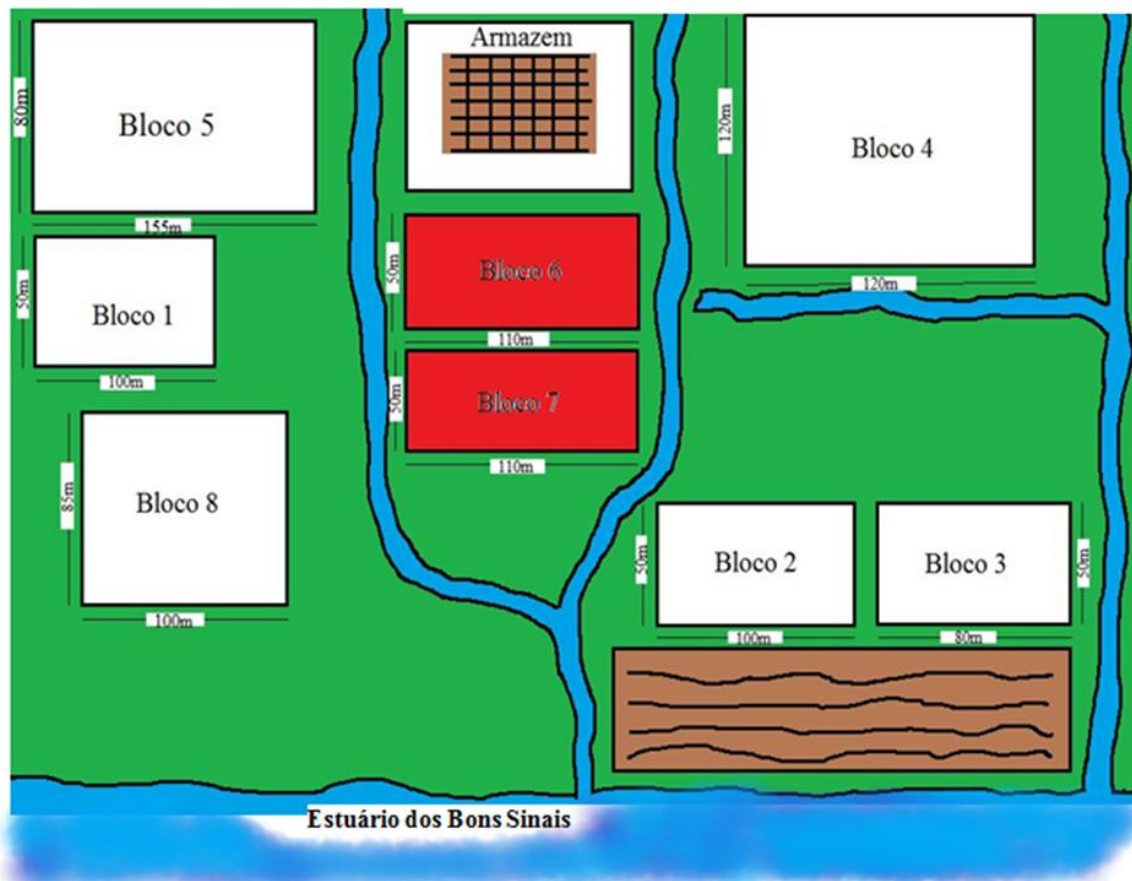 Armazem
80m
Bloco 5
120m
Bloco 4
155m
50m
Bloco 1
50m
Bloco 6
120m
110m
100m
50m
Bloco 7
110m
85m
Bloco 8
100m
50m
Bloco 2
Bloco 3
50m
100m
80m
Estuário dos Bons Sinais